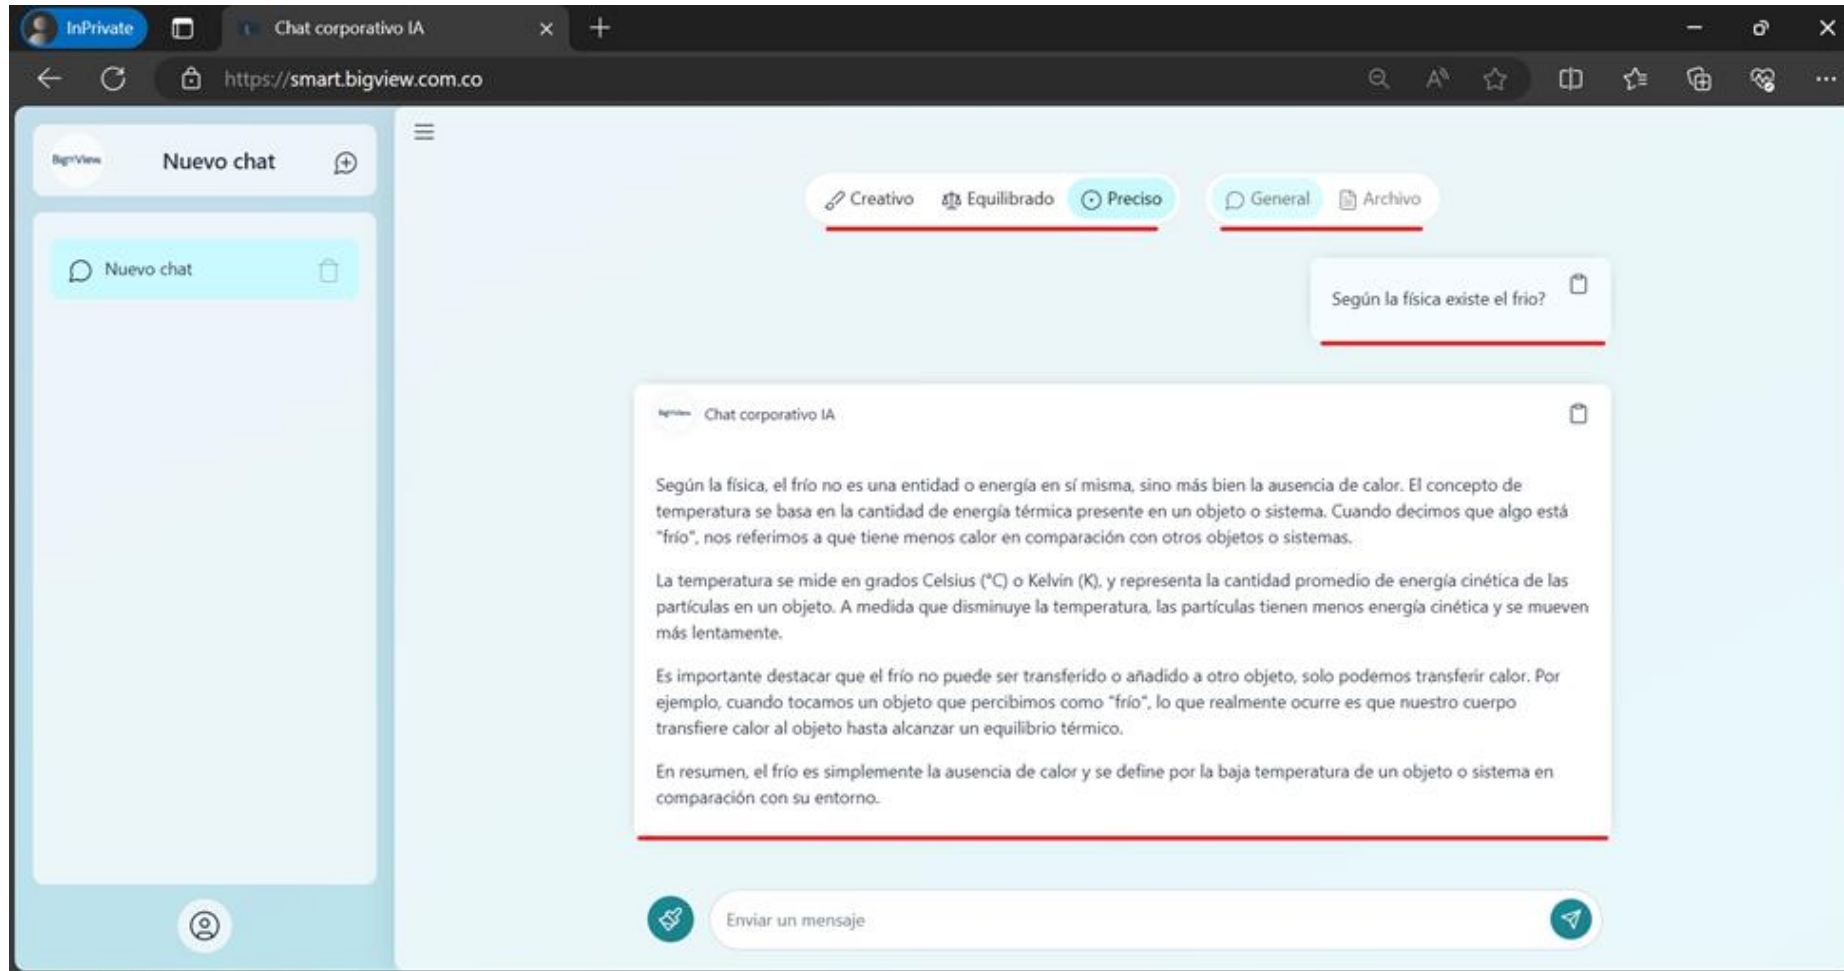 InPrivate
Chat corporativo IA
https://smart.bigview.com.co
BigView
Nuevo chat
Nuevo chat
Creativo Equilibrado Preciso General Archivo
Según la física existe el frio?
BigView Chat corporativo IA
Según la física, el frío no es una entidad o energía en sí misma, sino más bien la ausencia de calor. El concepto de
temperatura se basa en la cantidad de energía térmica presente en un objeto o sistema. Cuando decimos que algo está
"frío", nos referimos a que tiene menos calor en comparación con otros objetos o sistemas.
La temperatura se mide en grados Celsius (°C) o Kelvin (K), y representa la cantidad promedio de energía cinética de las
partículas en un objeto. A medida que disminuye la temperatura, las partículas tienen menos energía cinética y se mueven
más lentamente.
Es importante destacar que el frío no puede ser transferido o añadido a otro objeto, solo podemos transferir calor. Por
ejemplo, cuando tocamos un objeto que percibimos como "frío", lo que realmente ocurre es que nuestro cuerpo
transfiere calor al objeto hasta alcanzar un equilibrio térmico.
En resumen, el frío es simplemente la ausencia de calor y se define por la baja temperatura de un objeto o sistema en
comparación con su entorno.
Enviar un mensaje